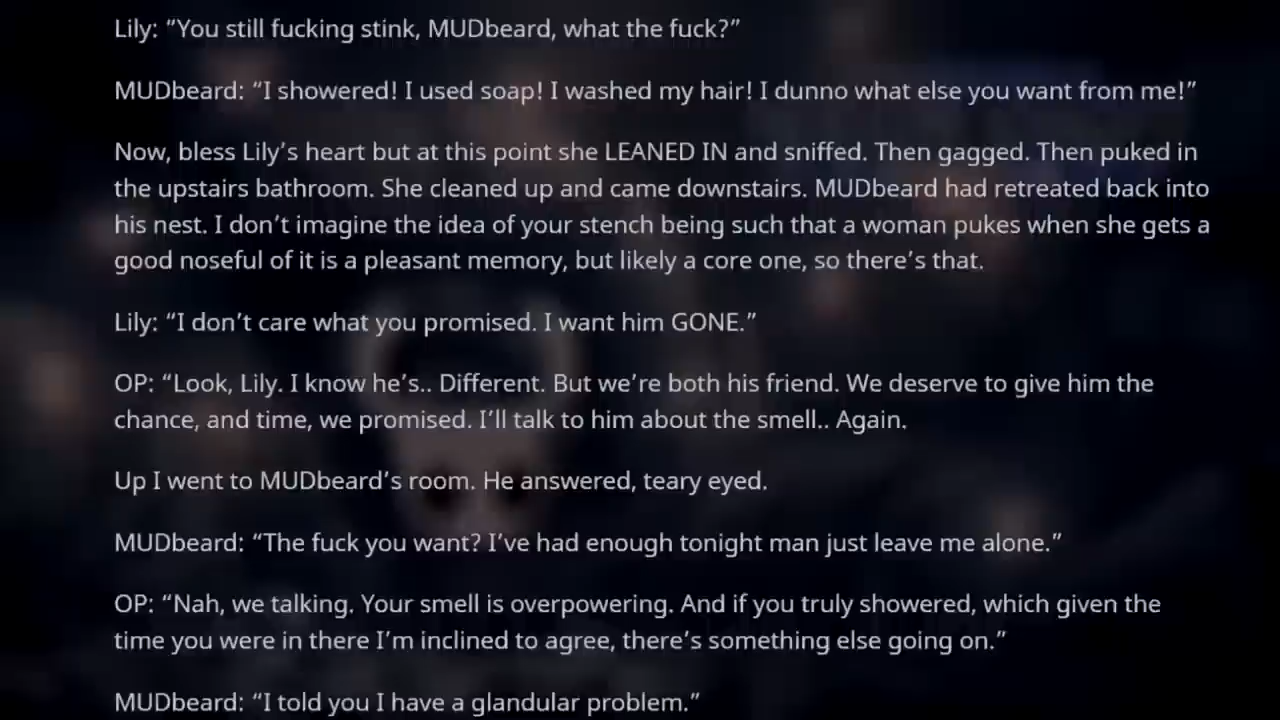 Lily: “You still fucking stink, MUDbeard, what the fuck?”
MUDbeard: “I showered! I used soap! I washed my hair! I dunno what else you want from me!”
Now, bless Lily’s heart but at this point she LEANED IN and sniffed. Then gagged. Then puked in
the upstairs bathroom. She cleaned up and came downstairs. MUDbeard had retreated back into
his nest. I don’t imagine the idea of your stench being such that a woman pukes when she gets a
good noseful of it is a pleasant memory, but likely a core one, so there’s that.
Lily: “I don’t care what you promised. I want him GONE.”
OP: “Look, Lily. I know he’s.. Different. But we’re both his friend. We deserve to give him the
chance, and time, we promised. I’ll talk to him about the smell.. Again.
Up I went to MUDbeard’s room. He answered, teary eyed.
MUDbeard: “The fuck you want? I’ve had enough tonight man just leave me alone.”
OP: “Nah, we talking. Your smell is overpowering. And if you truly showered, which given the
time you were in there I’m inclined to agree, there’s something else going on.”
MUDbeard: “I told you I have a glandular problem.”